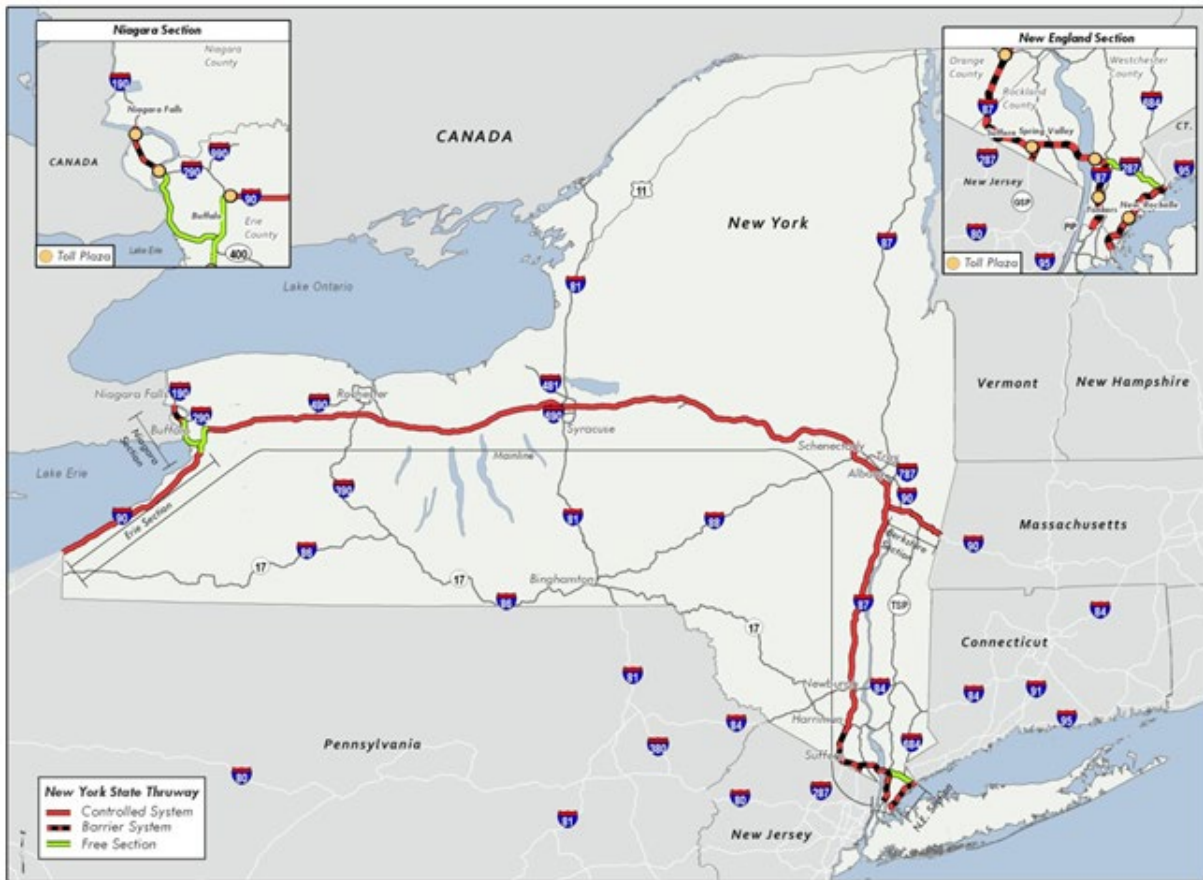 Niagara Section
Niagara
County
190
Niagara Falls
990
CANADA
290
90
Buffalo
Erie
County
400
Lake Erie
Toll Plaza
New England Section
Orange
County
Westchester
County
Rockland
County
87
684
Suffern
Spring Valley
CT.
287
87
287
95
New Jersey
GSP
Yonkers
New Rochelle
PIP
80
95
Toll Plaza
CANADA
11
New York
87
Lake Ontario
81
Vermont
New Hampshire
Niagara Falls
190
490
Rochester
481
290
690
Buffalo
Syracuse
Niagara
Section
Mainline
Schenectady
Troy
Albany
787
90
Lake Erie
390
90
Erie Section
81
88
Berkshire
Section
Massachusetts
90
86
17
17
Binghamton
86
87
TSP
17
84
Connecticut
81
Newburgh
84
84
91
Harriman
84
95
684
Pennsylvania
380
Suffern
80
287
80
N.E. Section
81
New Jersey
New York State Thruway
Controlled System
Barrier System
Free Section